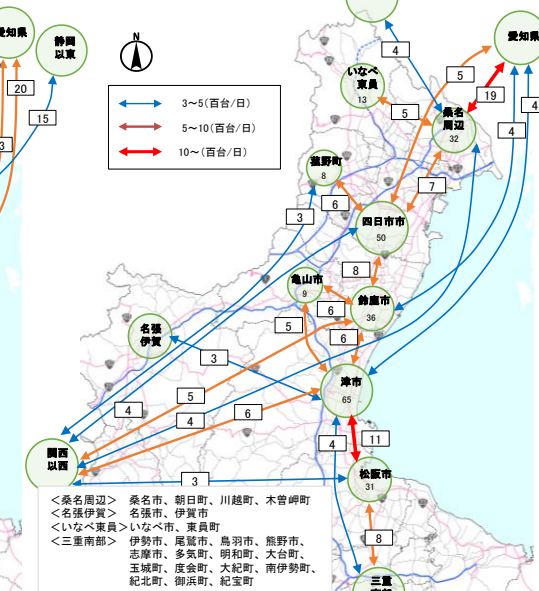 愛知県
静岡
以東
20
15
3
N
3～5(百台/日)
5～10(百台/日)
10～(百台/日)
4
愛知県
いなべ
東員
13
5
19
5
桑名
周辺
32
4
4
菰野町
8
6
7
3
四日市市
50
8
亀山市
9
6
鈴鹿市
36
5
6
名張
伊賀
3
津市
65
4
5
4
6
4
11
関西
以西
3
松阪市
31
8
三重
＜桑名周辺＞　桑名市、朝日町、川越町、木曽岬町
＜名張伊賀＞　名張市、伊賀市
＜いなべ東員＞いなべ市、東員町
＜三重南部＞　伊勢市、尾鷲市、鳥羽市、熊野市、
志摩市、多気町、明和町、大台町、
玉城町、度会町、大紀町、南伊勢町、
紀北町、御浜町、紀宝町